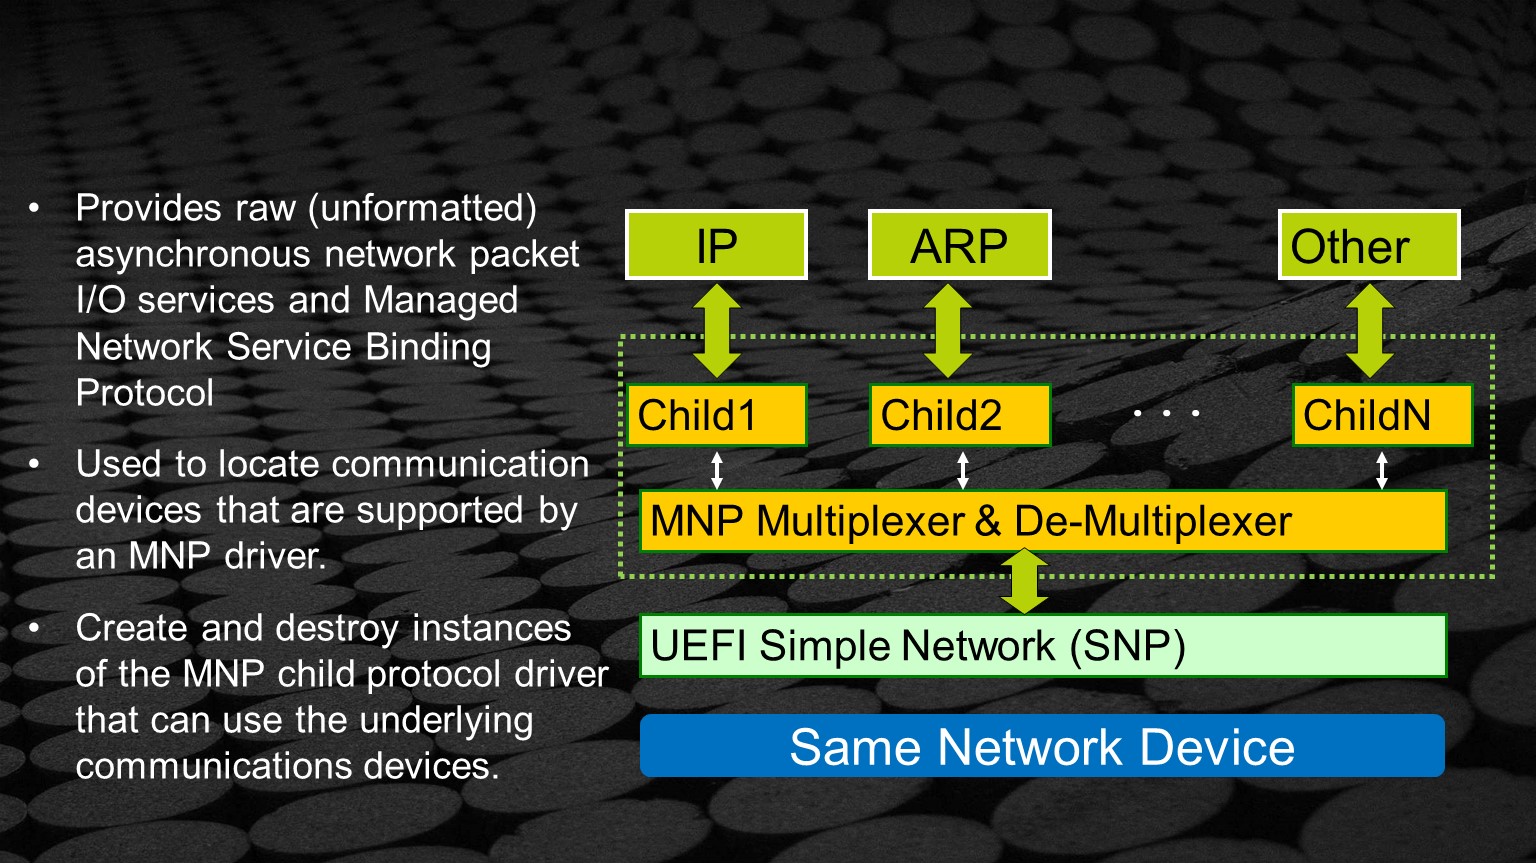 • Provides raw (unformatted)
asynchronous network packet
I/O services and Managed
Network Service Binding
Protocol
• Used to locate communication
devices that are supported by
an MNP driver.
• Create and destroy instances
of the MNP child protocol driver
that can use the underlying
communications devices.
IP
ARP
Other
Child1
Child2
. . .
ChildN
MNP Multiplexer & De-Multiplexer
UEFI Simple Network (SNP)
Same Network Device